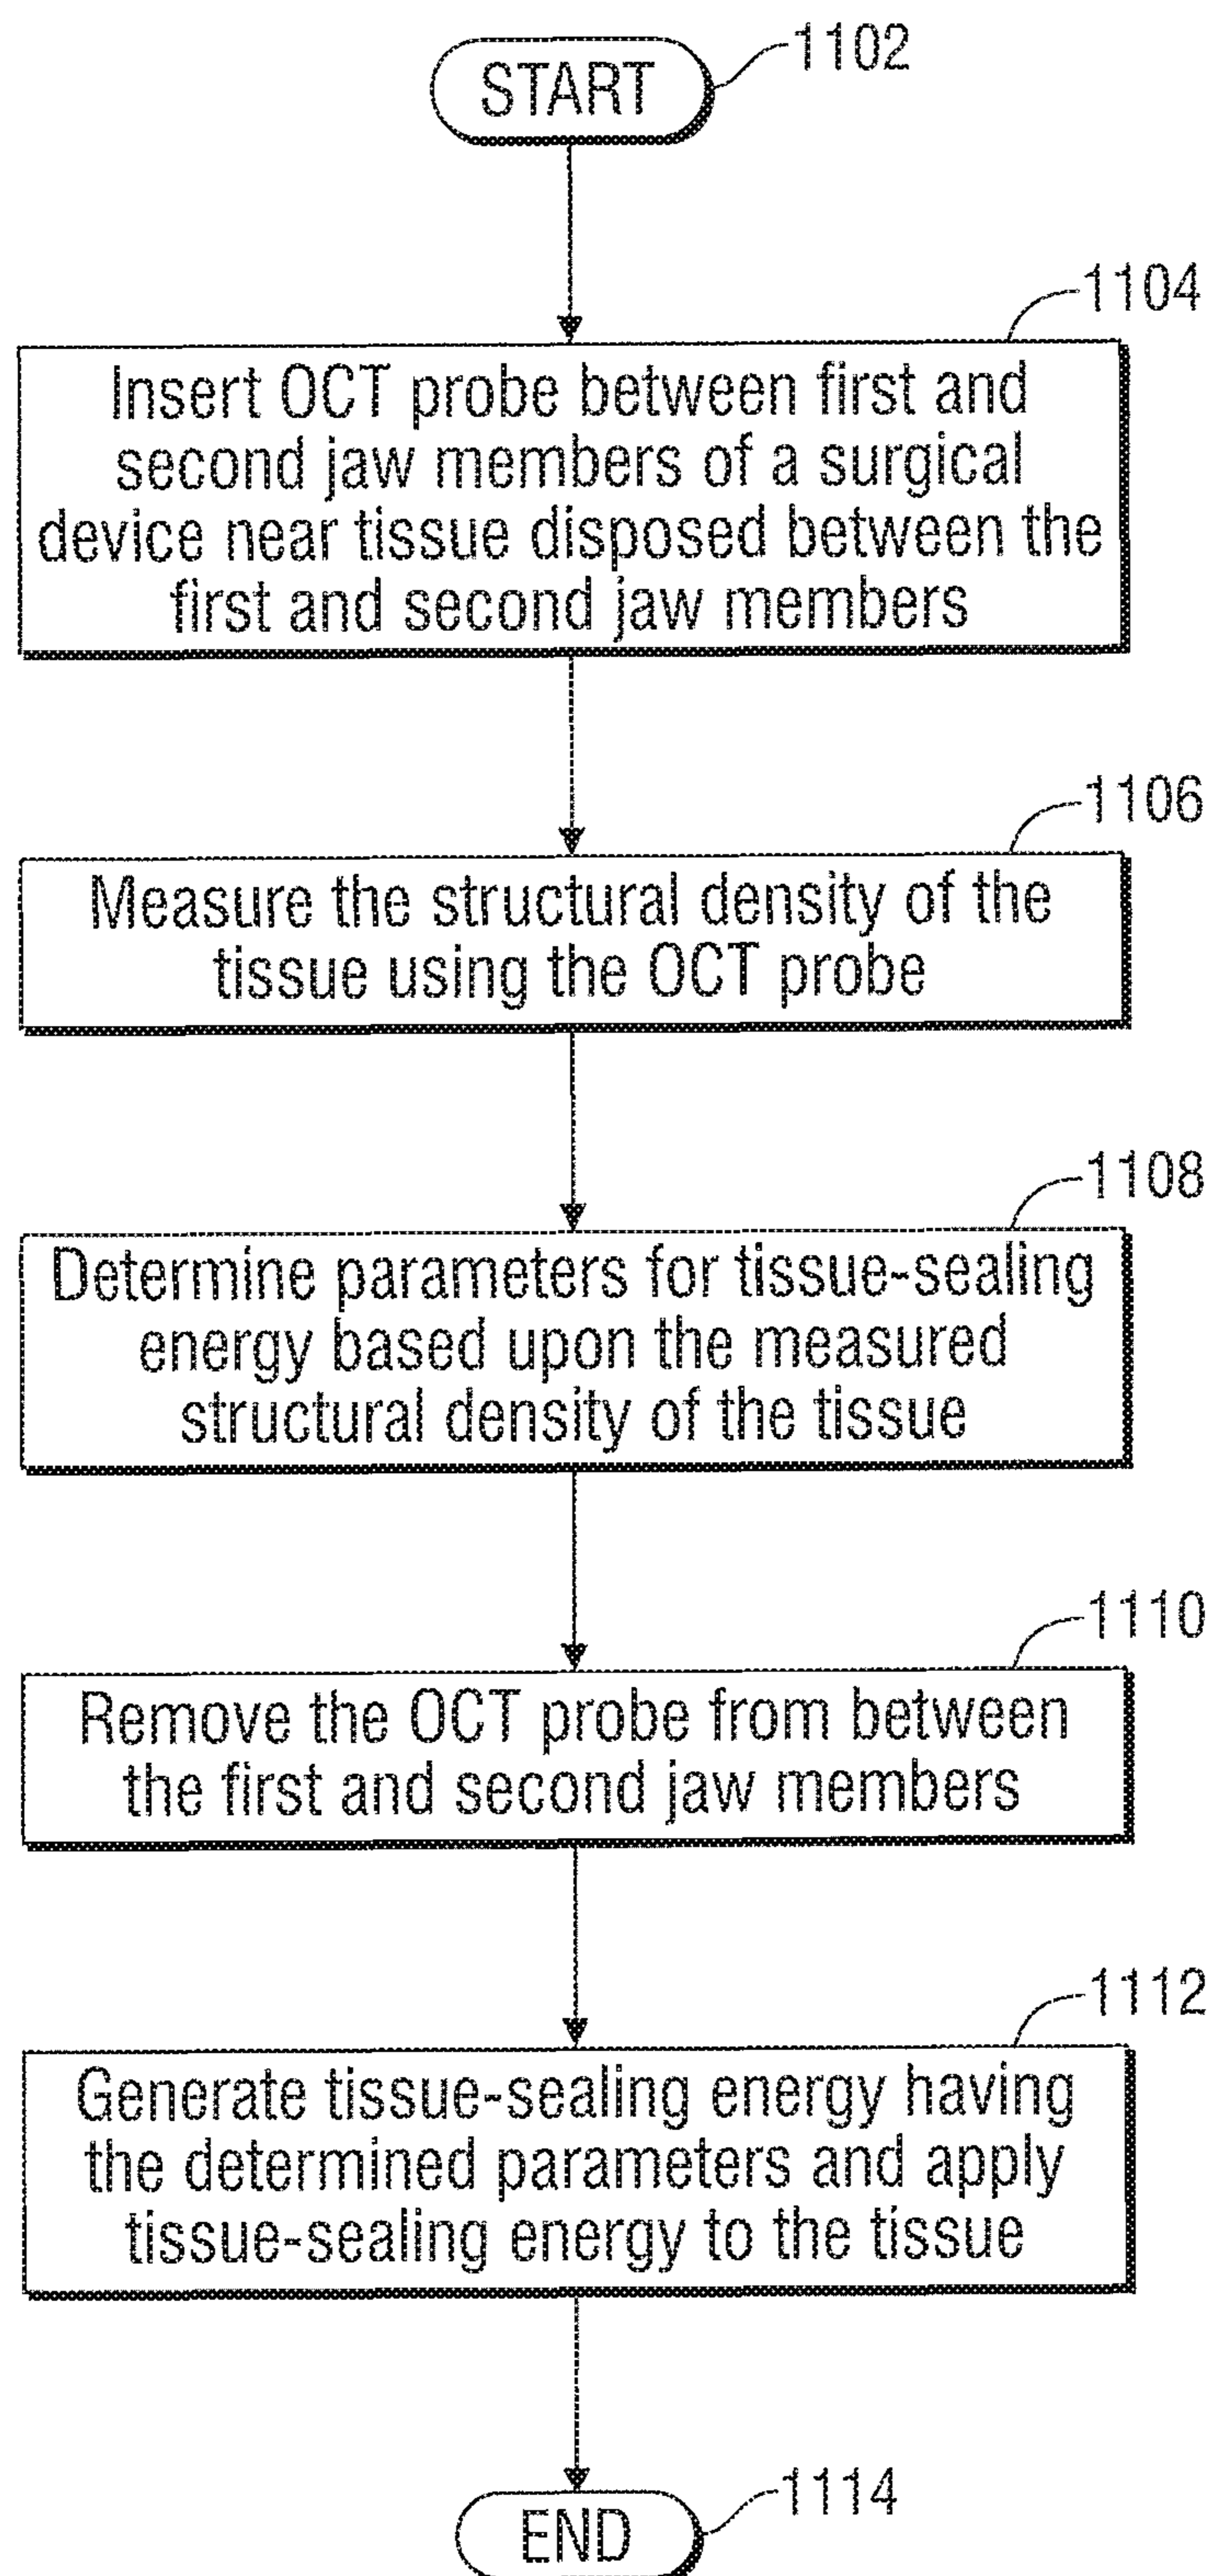 START
1102
1104
Insert OCT probe between first and
second jaw members of a surgical
device near tissue disposed between the
first and second jaw members
1106
Measure the structural density of the
tissue using the OCT probe
1108
Determine parameters for tissue-sealing
energy based upon the measured
structural density of the tissue
1110
Remove the OCT probe from between
the first and second jaw members
1112
Generate tissue-sealing energy having
the determined parameters and apply
tissue-sealing energy to the tissue
1114
END